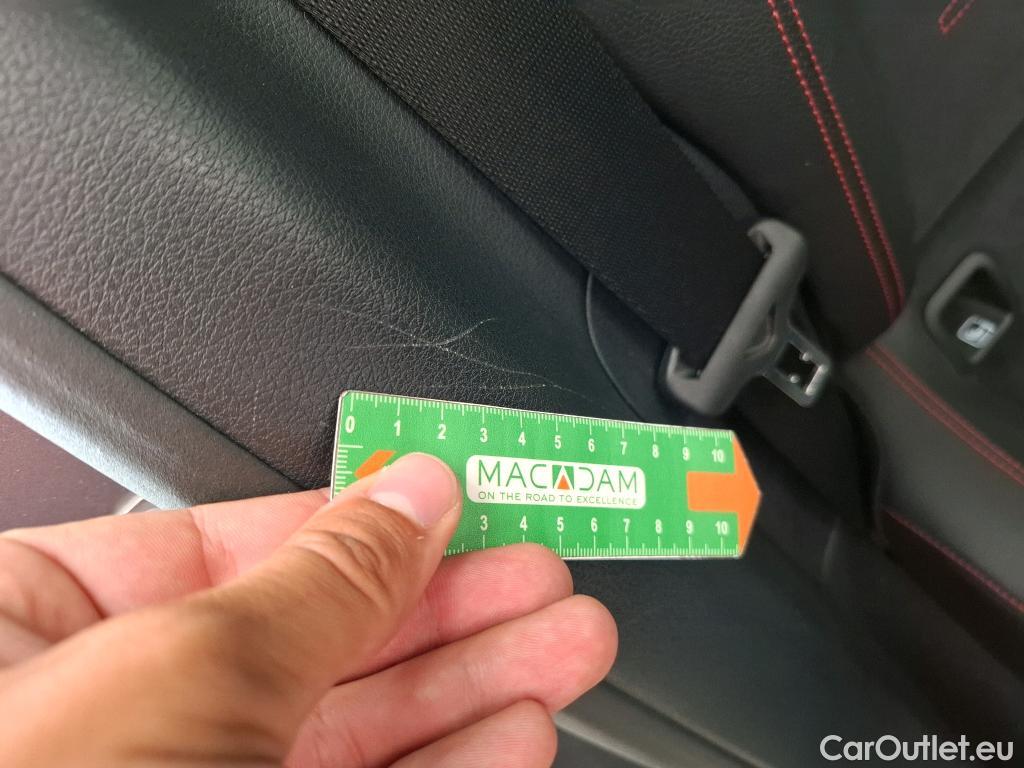 0 1 2 3 4 5 6 7 8 9 10
MACADAM
ON THE ROAD TO EXCELLENCE
3 4 5 6 7 8 9 10
CarOutlet.eu